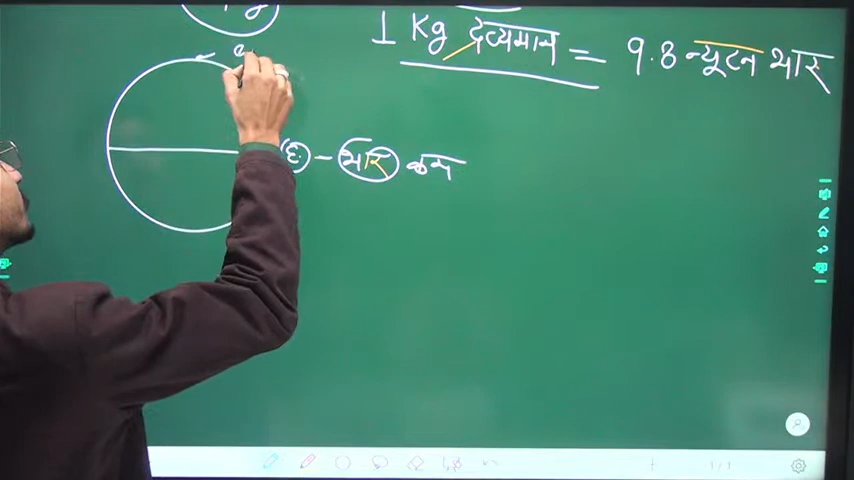 1 Kg द्रव्यमान = 9.8 न्यूटन भार
- भार कम